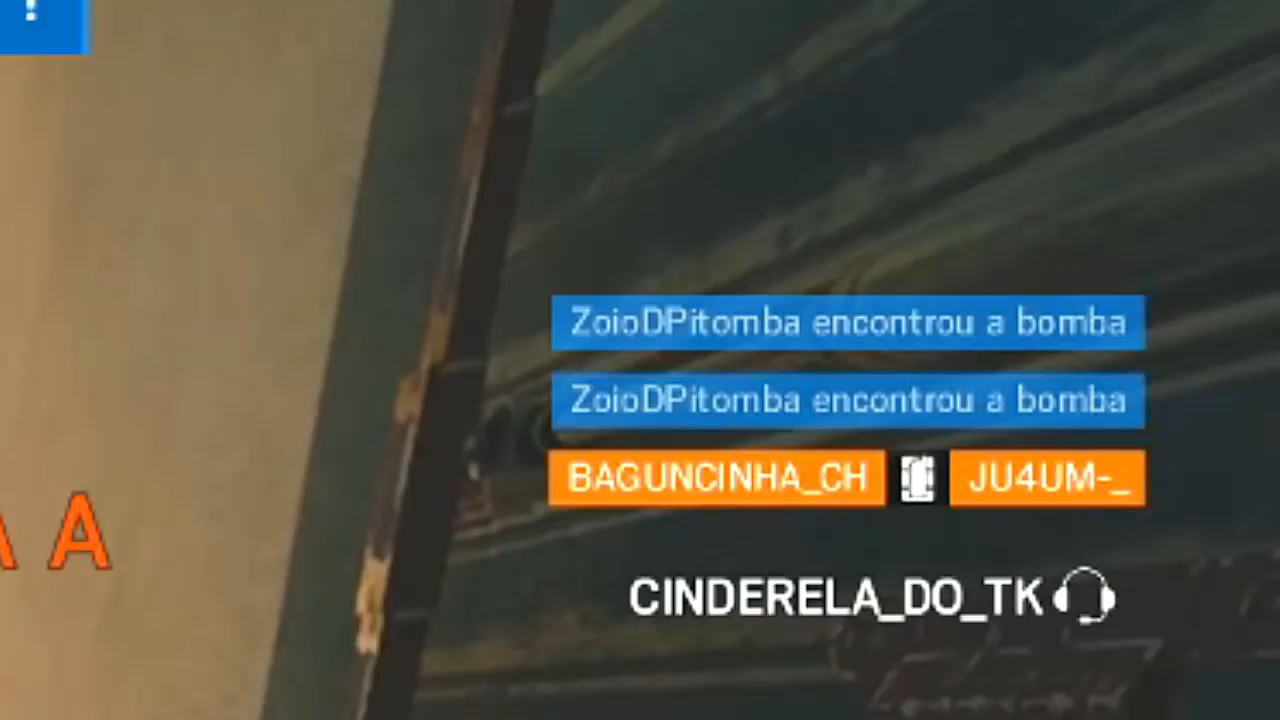 !
A
ZoioDPitomba encontrou a bomba
ZoioDPitomba encontrou a bomba
BAGUNCINHA_CH JU4UM-_
CINDERELA_DO_TK